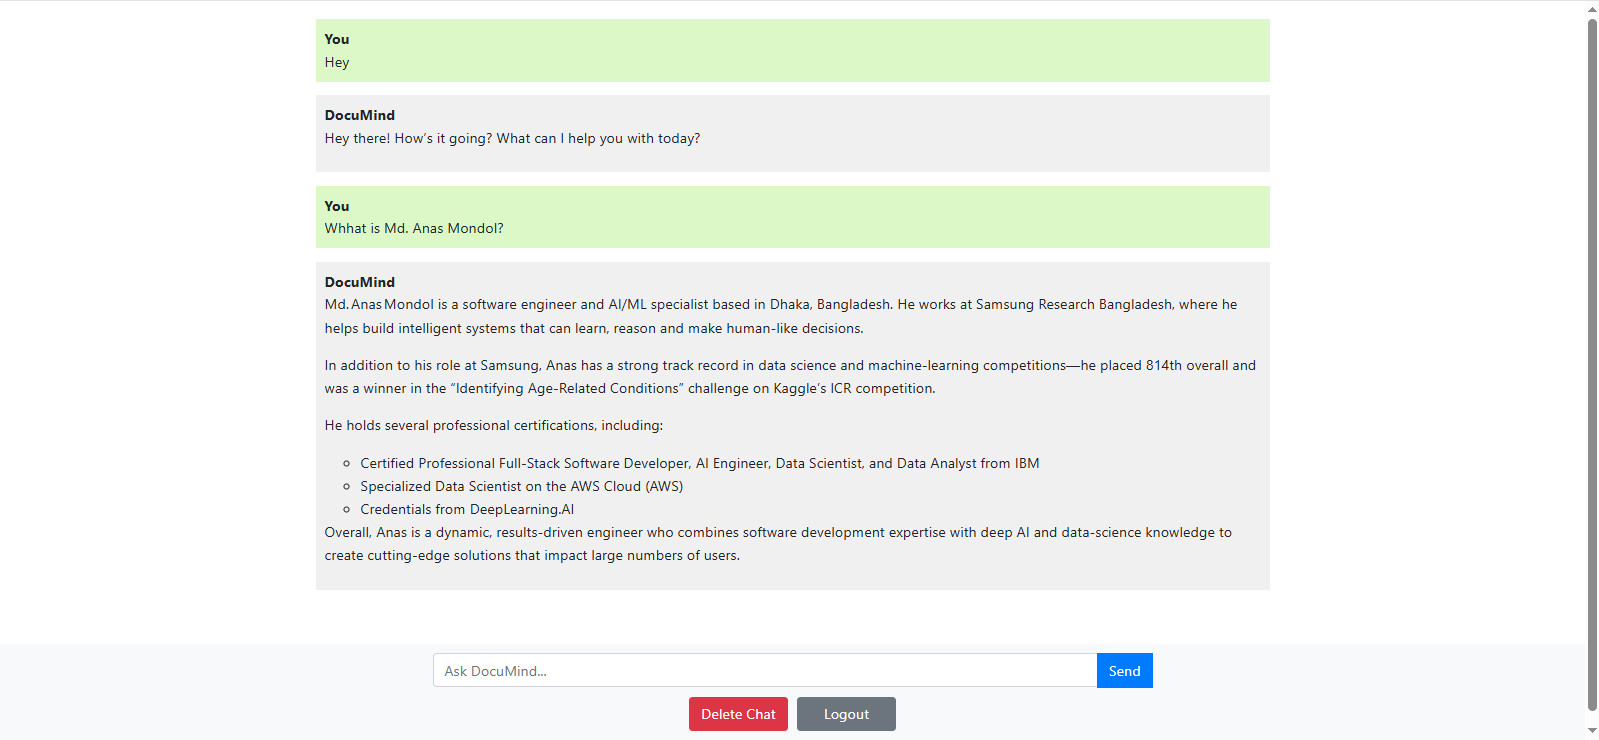 You
Hey
DocuMind
Hey there! How’s it going? What can I help you with today?
You
Whhat is Md. Anas Mondol?
DocuMind
Md. Anas Mondol is a software engineer and AI/ML specialist based in Dhaka, Bangladesh. He works at Samsung Research Bangladesh, where he
helps build intelligent systems that can learn, reason and make human-like decisions.
In addition to his role at Samsung, Anas has a strong track record in data science and machine-learning competitions—he placed 814th overall and
was a winner in the “Identifying Age-Related Conditions” challenge on Kaggle’s ICR competition.
He holds several professional certifications, including:
Certified Professional Full-Stack Software Developer, AI Engineer, Data Scientist, and Data Analyst from IBM
Specialized Data Scientist on the AWS Cloud (AWS)
Credentials from DeepLearning.AI
Overall, Anas is a dynamic, results-driven engineer who combines software development expertise with deep AI and data-science knowledge to
create cutting-edge solutions that impact large numbers of users.
Ask DocuMind...
Send
Delete Chat
Logout